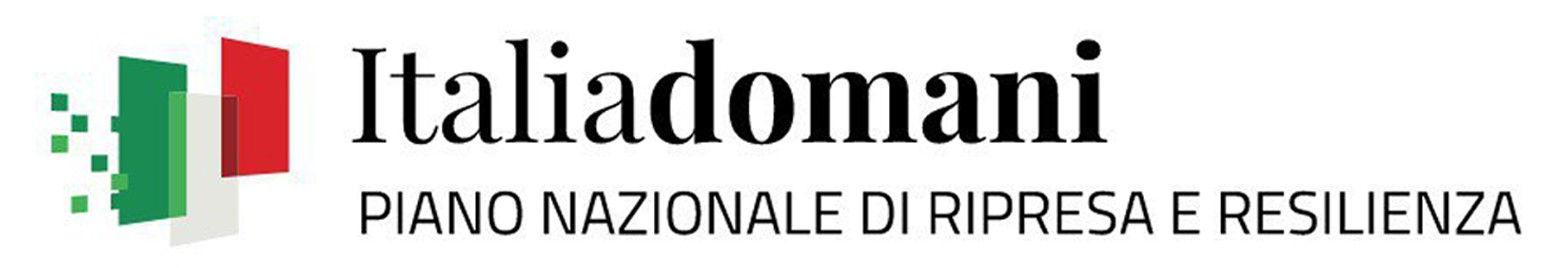 Italiadomani
PIANO NAZIONALE DI RIPRESA E RESILIENZA